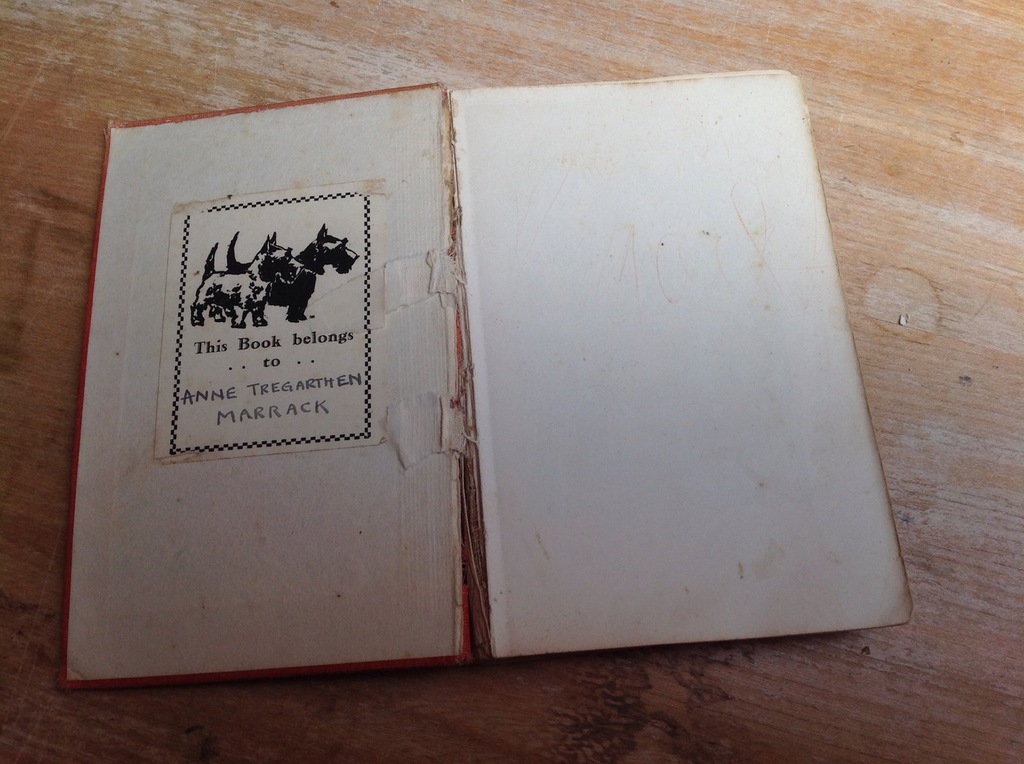 This Book belongs
. . to . .
ANNE TREGARTHEN
MARRACK